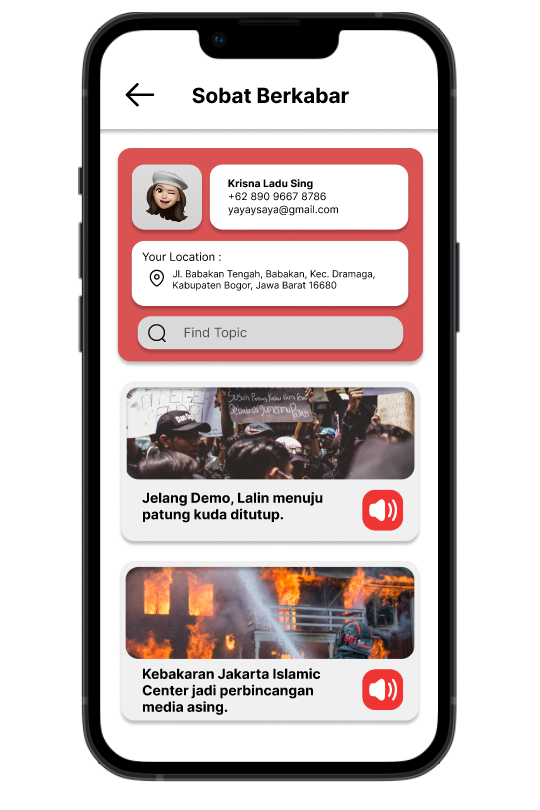 Sobat Berkabar
Krisna Ladu Sing
+62 890 9667 8786
yayaysaya@gmail.com
Your Location :
Jl. Babakan Tengah, Babakan, Kec. Dramaga,
Kabupaten Bogor, Jawa Barat 16680
Find Topic
Jelang Demo, Lalin menuju
patung kuda ditutup.
Kebakaran Jakarta Islamic
Center jadi perbincangan
media asing.